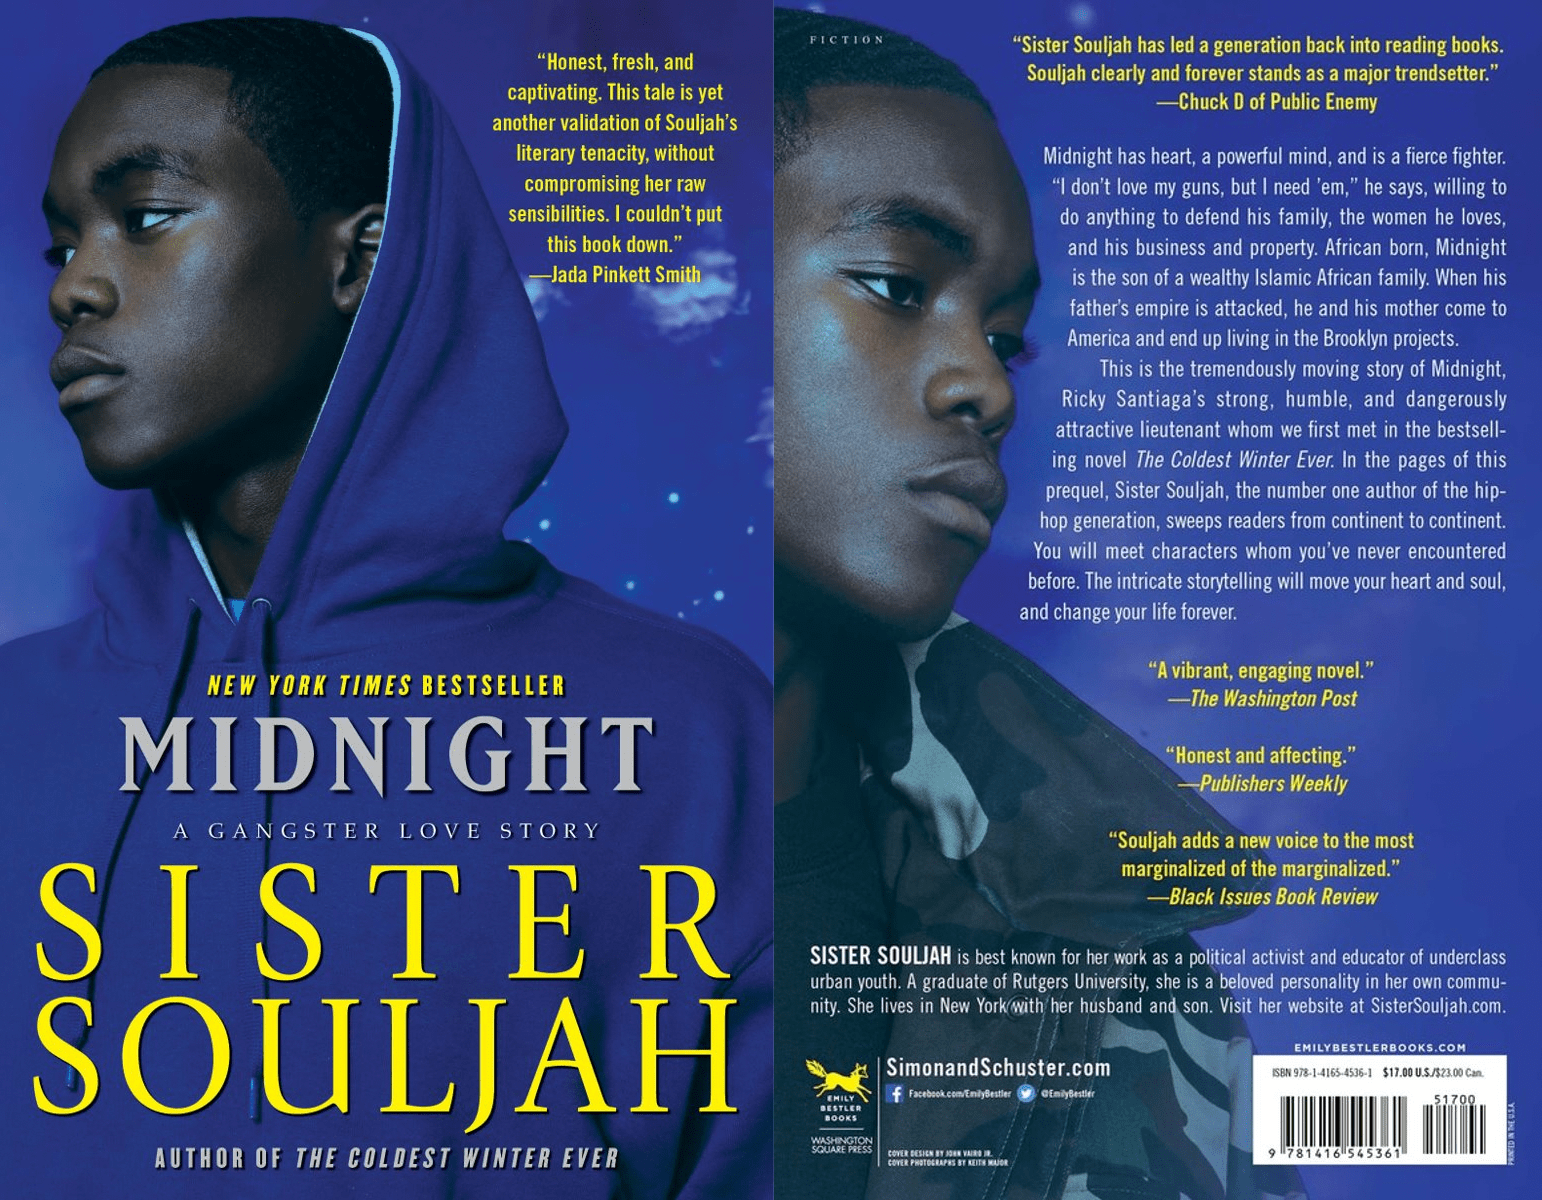 “Honest, fresh, and
captivating. This tale is yet
another validation of Souljah’s
literary tenacity, without
compromising her raw
sensibilities. I couldn’t put
this book down.”
—Jada Pinkett Smith
NEW YORK TIMES BESTSELLER
MIDNIGHT
A GANGSTER LOVE STORY
SISTER
SOULJAH
AUTHOR OF THE COLDEST WINTER EVER
FICTION
“Sister Souljah has led a generation back into reading books.
Souljah clearly and forever stands as a major trendsetter.”
—Chuck D of Public Enemy
Midnight has heart, a powerful mind, and is a fierce fighter.
“I don’t love my guns, but I need ’em,” he says, willing to
do anything to defend his family, the women he loves,
and his business and property. African born, Midnight
is the son of a wealthy Islamic African family. When his
father’s empire is attacked, he and his mother come to
America and end up living in the Brooklyn projects.
This is the tremendously moving story of Midnight,
Ricky Santiaga’s strong, humble, and dangerously
attractive lieutenant whom we first met in the bestsell-
ing novel The Coldest Winter Ever. In the pages of this
prequel, Sister Souljah, the number one author of the hip-
hop generation, sweeps readers from continent to continent.
You will meet characters whom you’ve never encountered
before. The intricate storytelling will move your heart and soul,
and change your life forever.
“A vibrant, engaging novel.”
—The Washington Post
“Honest and affecting.”
—Publishers Weekly
“Souljah adds a new voice to the most
marginalized of the marginalized.”
—Black Issues Book Review
SISTER SOULJAH is best known for her work as a political activist and educator of underclass
urban youth. A graduate of Rutgers University, she is a beloved personality in her own commu-
nity. She lives in New York with her husband and son. Visit her website at SisterSouljah.com.
EMILY
BESTLER
BOOKS
WASHINGTON
SQUARE PRESS
SimonandSchuster.com
Facebook.com/EmilyBestler @EmilyBestler
COVER DESIGN BY JOHN VAIRO JR.
COVER PHOTOGRAPHS BY KEITH MAJOR
EMILYBESTLERBOOKS.COM
ISBN 978-1-4165-4536-1 $17.00 U.S./$23.00 Can.
51700
9 781416 545361
PRINTED IN THE U.S.A.